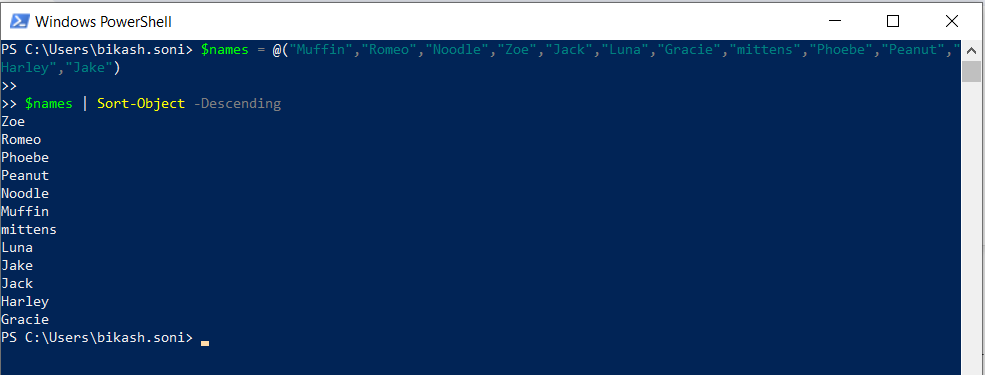 Windows PowerShell
PS C:\Users\bikash.soni> $names = @("Muffin","Romeo","Noodle","Zoe","Jack","Luna","Gracie","mittens","Phoebe","Peanut","
Harley","Jake")
>>
>> $names | Sort-Object -Descending
Zoe
Romeo
Phoebe
Peanut
Noodle
Muffin
mittens
Luna
Jake
Jack
Harley
Gracie
PS C:\Users\bikash.soni>